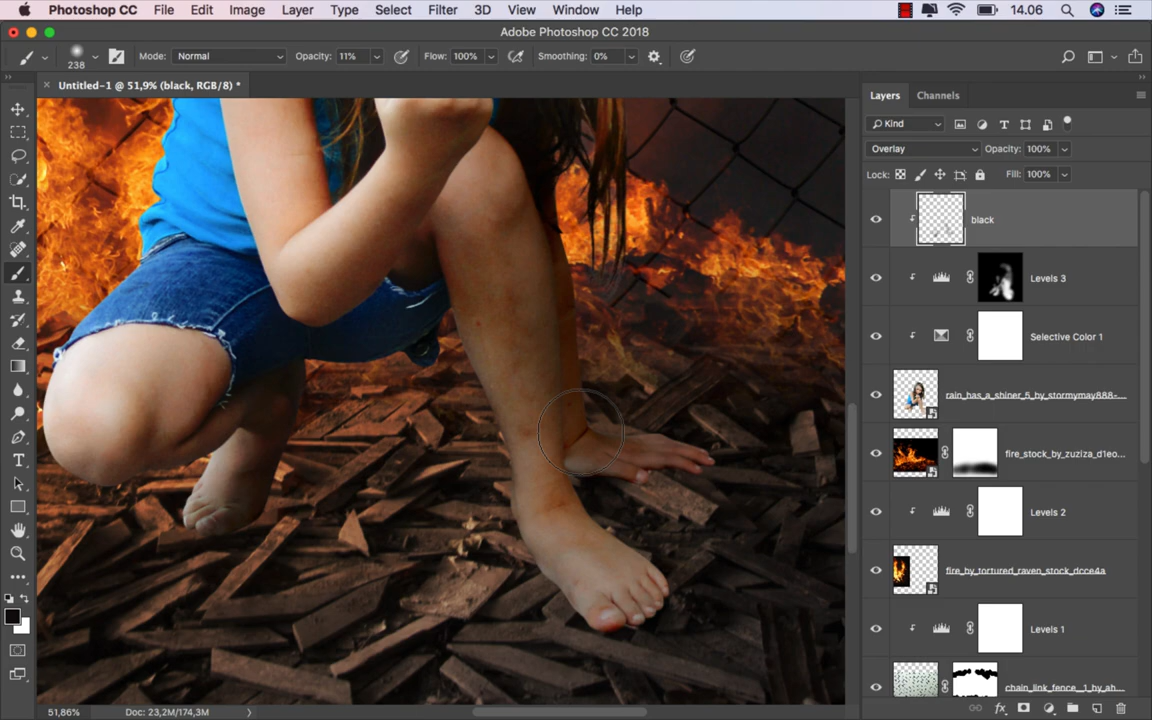 Photoshop CC File Edit Image Layer Type Select Filter 3D View Window Help 14.06
Adobe Photoshop CC 2018
238 Mode: Normal Opacity: 11% Flow: 100% Smoothing: 0%
Untitled-1 @ 51,9% (black, RGB/8) *
Layers Channels
Kind
Overlay Opacity: 100%
Lock: Fill: 100%
black
Levels 3
Selective Color 1
rain_has_a_shiner_5_by_stormymay888-...
fire_stock_by_zuziza_d1eo...
Levels 2
fire_by_tortured_raven_stock_dcce4a
Levels 1
chain_link_fence__1_by_ah...
51,86% Doc: 23,2M/174,3M
fx